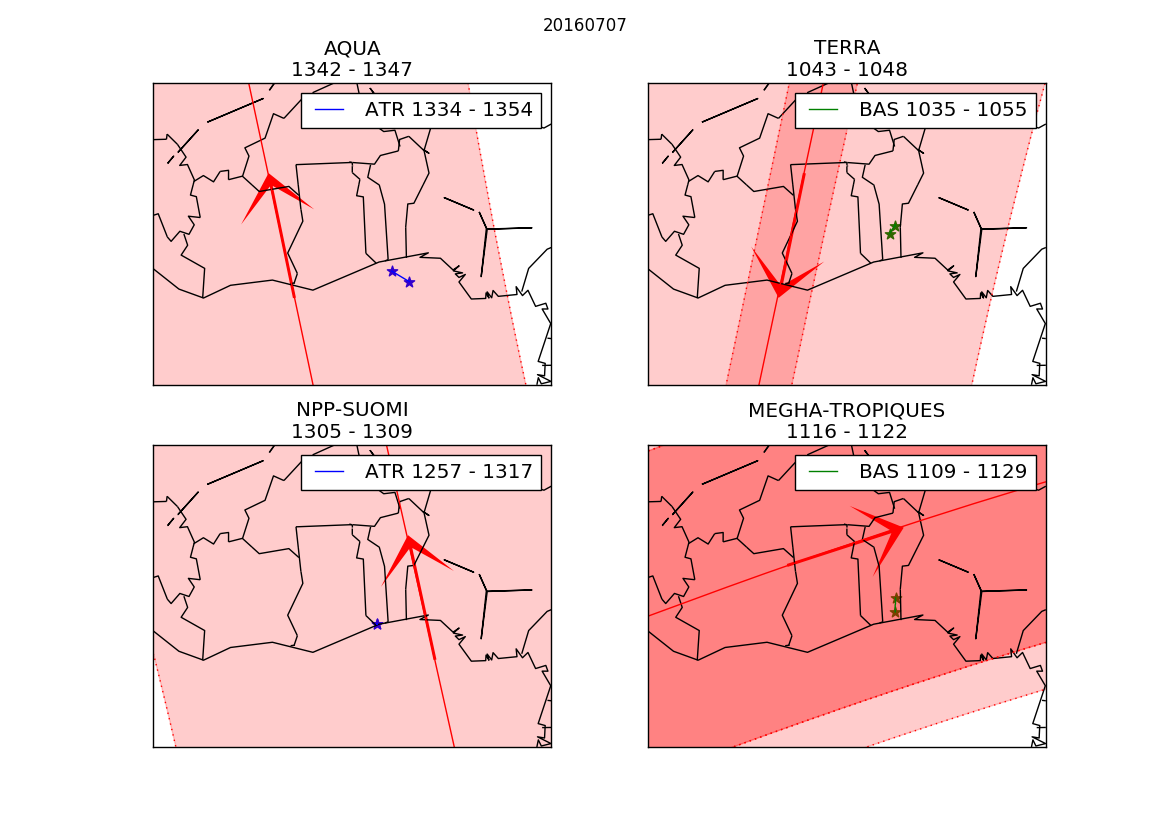 20160707
AQUA
1342 - 1347
ATR 1334 - 1354
TERRA
1043 - 1048
BAS 1035 - 1055
NPP-SUOMI
1305 - 1309
ATR 1257 - 1317
MEGHA-TROPIQUES
1116 - 1122
BAS 1109 - 1129